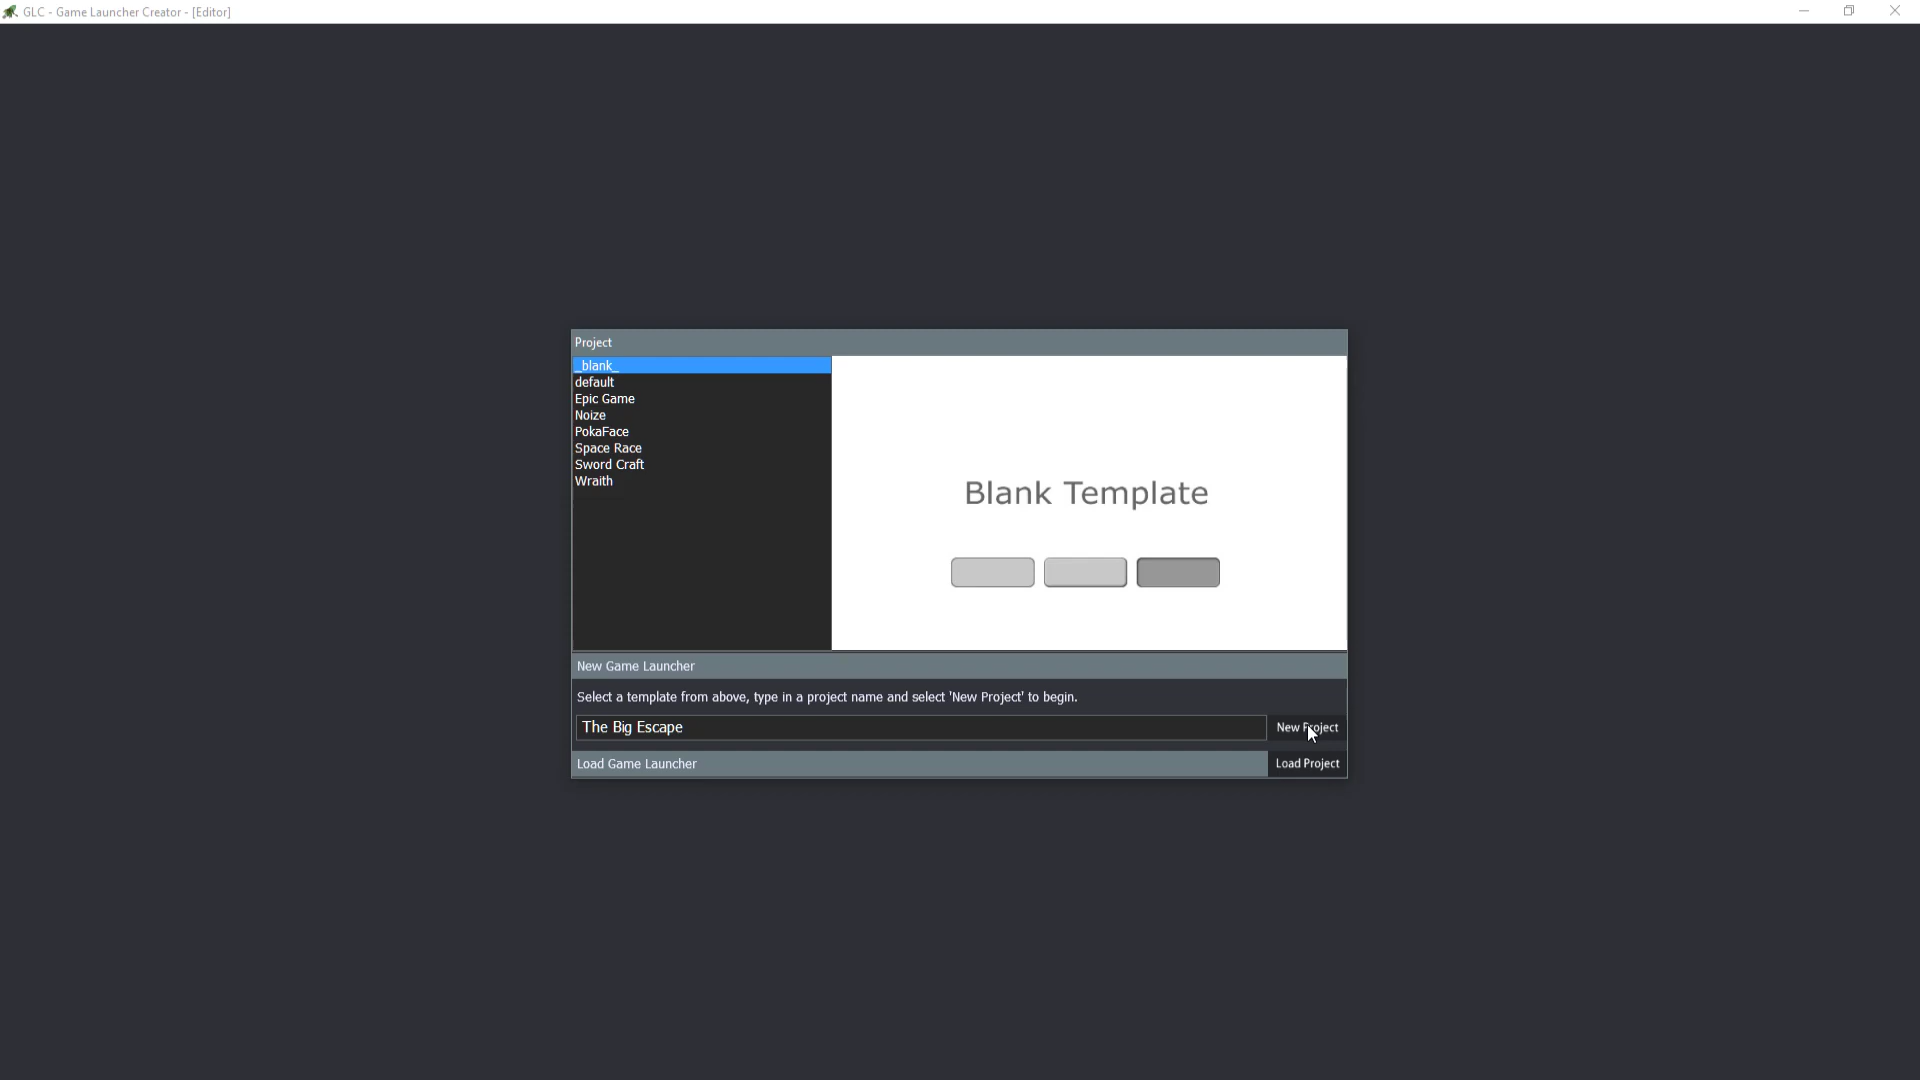 GLC - Game Launcher Creator - [Editor]
Project
_blank_
default
Epic Game
Noize
PokaFace
Space Race
Sword Craft
Wraith
Blank Template
New Game Launcher
Select a template from above, type in a project name and select 'New Project' to begin.
The Big Escape
New Project
Load Game Launcher
Load Project